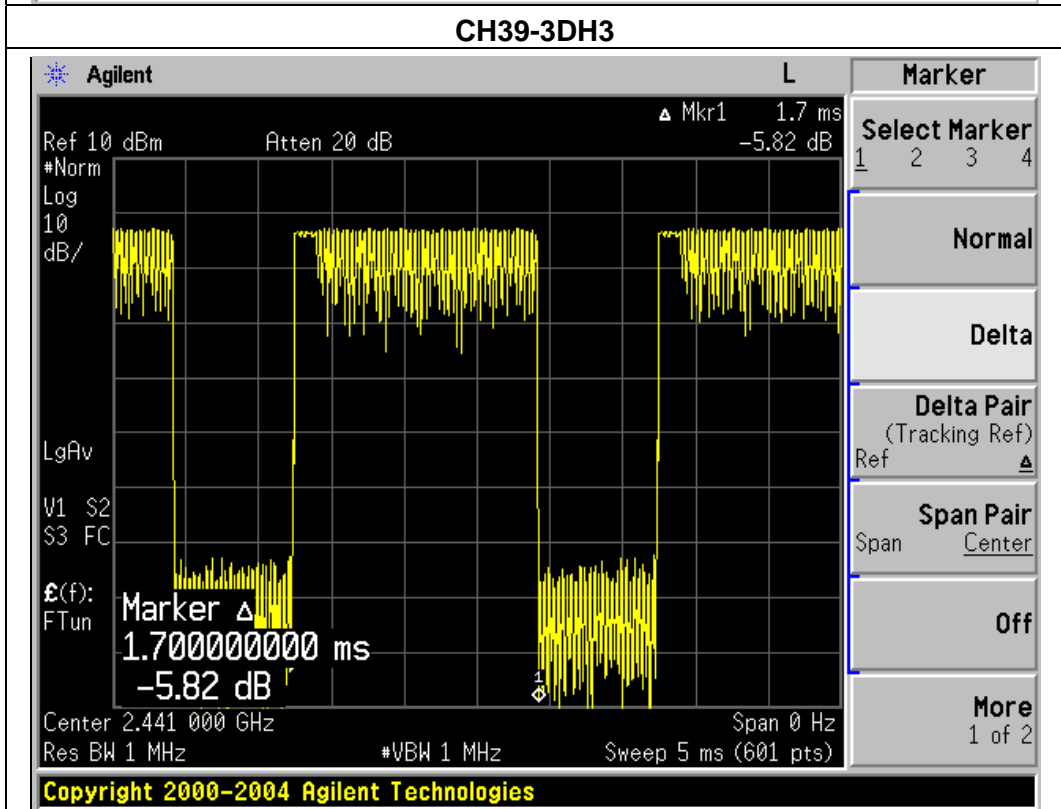 CH39-3DH3
Agilent L Marker
Δ Mkr1 1.7 ms
Ref 10 dBm Atten 20 dB -5.82 dB
#Norm
Log
10
dB/
LgAv
V1 S2
S3 FC
£(f):
FTun
Marker Δ
1.700000000 ms
-5.82 dB
1
Center 2.441 000 GHz Span 0 Hz
Res BW 1 MHz #VBW 1 MHz Sweep 5 ms (601 pts)
Select Marker
1 2 3 4
Normal
Delta
Delta Pair
(Tracking Ref)
Ref Δ
Span Pair
Span Center
Off
More
1 of 2
Copyright 2000-2004 Agilent Technologies